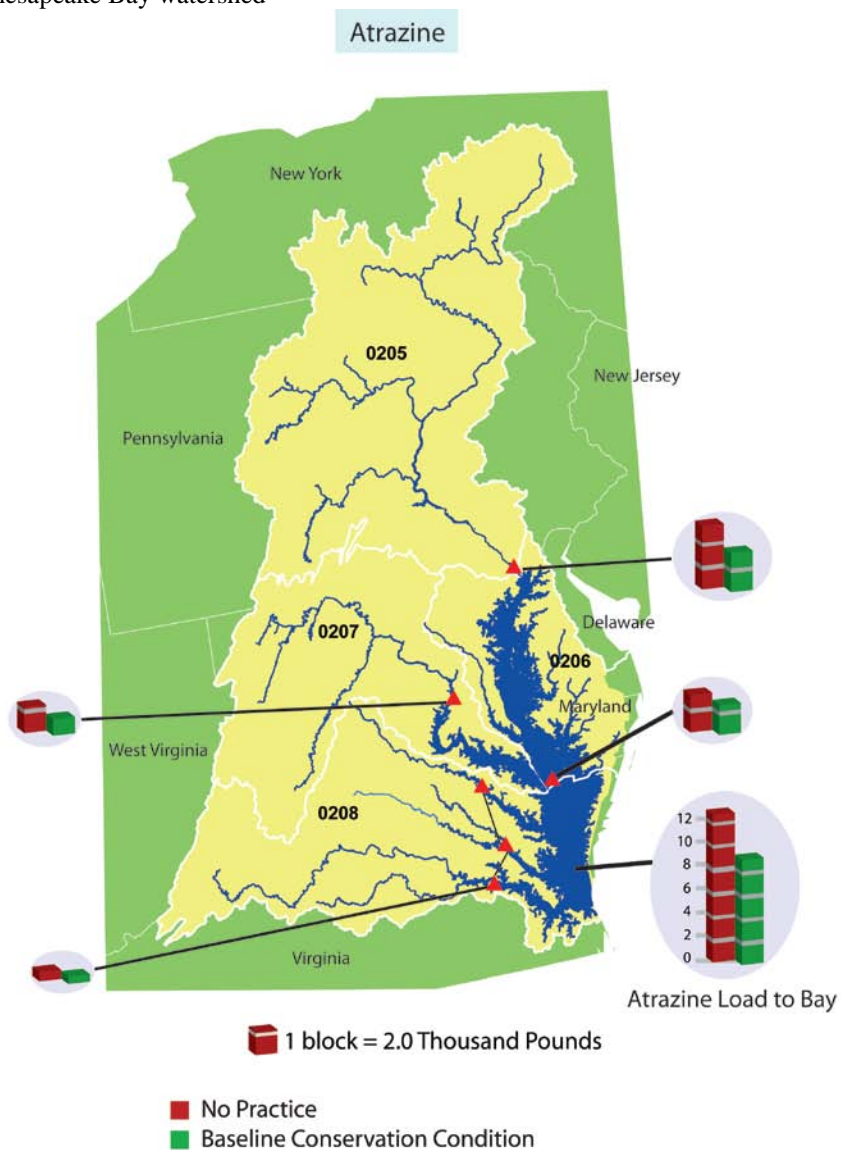 Atrazine
New York
0205
New Jersey
Pennsylvania
Delaware
0207
0206
Maryland
West Virginia
0208
12
10
8
6
4
2
0
Virginia
Atrazine Load to Bay
1 block = 2.0 Thousand Pounds
No Practice
Baseline Conservation Condition